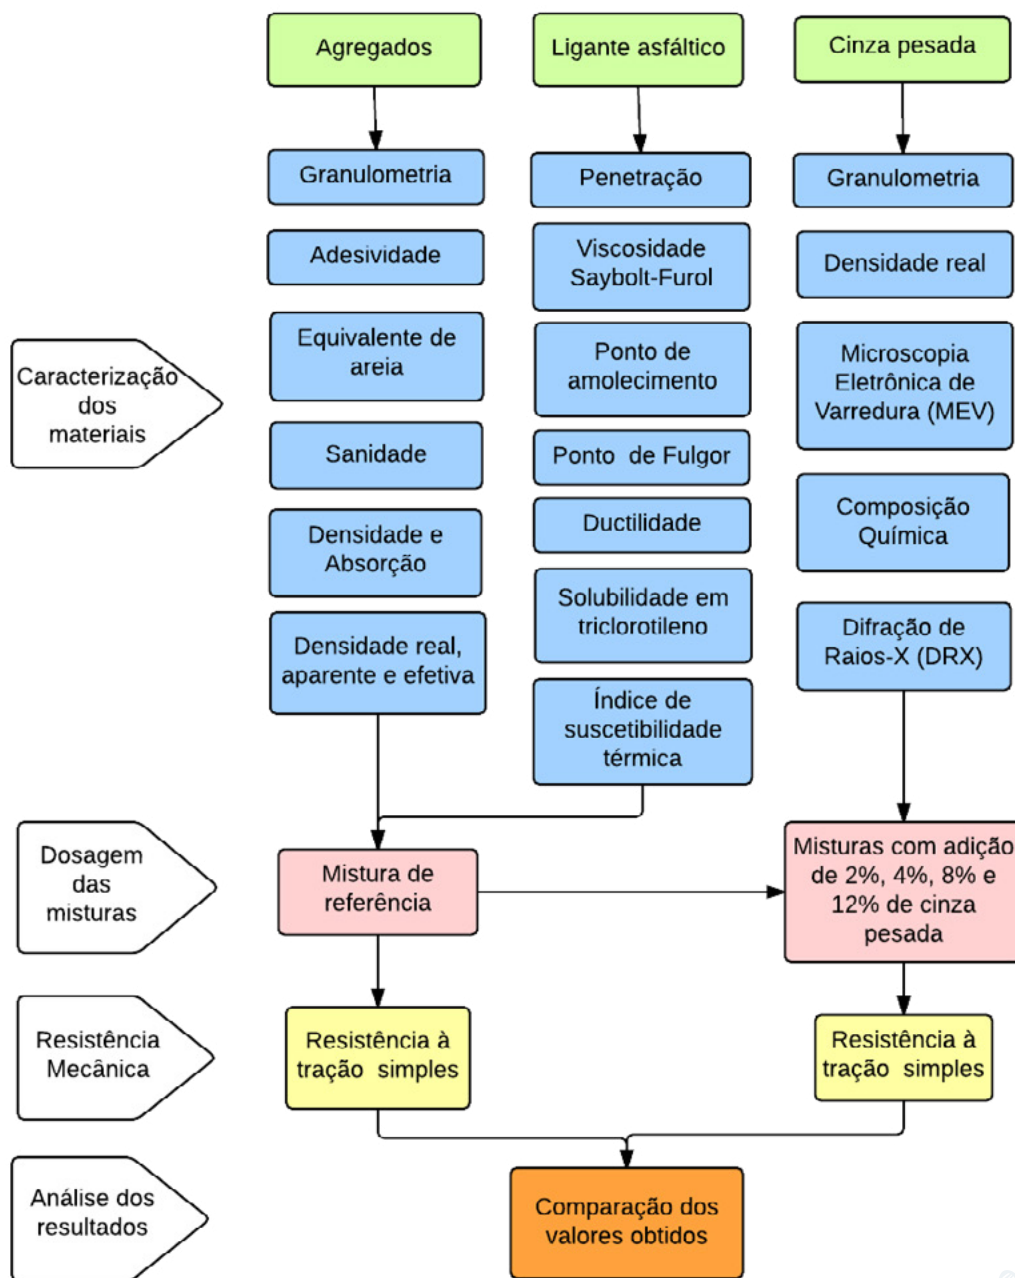 Agregados
Ligante asfáltico
Cinza pesada
Granulometria
Penetração
Granulometria
Adesividade
Viscosidade
Saybolt-Furol
Densidade real
Equivalente de
areia
Ponto de
amolecimento
Microscopia
Eletrônica de
Varredura (MEV)
Caracterização
dos
materiais
Sanidade
Ponto de Fulgor
Composição
Química
Densidade e
Absorção
Ductilidade
Solubilidade em
triclorotileno
Difração de
Raios-X (DRX)
Densidade real,
aparente e efetiva
Índice de
suscetibilidade
térmica
Dosagem
das
misturas
Mistura de
referência
Misturas com adição
de 2%, 4%, 8% e
12% de cinza
pesada
Resistência
Mecânica
Resistência à
tração simples
Resistência à
tração simples
Análise dos
resultados
Comparação dos
valores obtidos